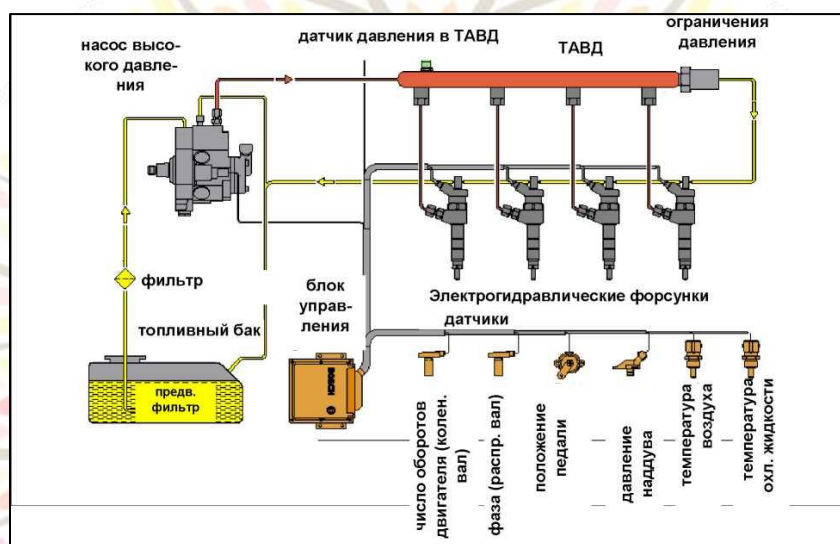 насос высо-
кого давле-
ния
датчик давления в ТАВД
ТАВД
ограничения
давления
фильтр
топливный бак
предв.
фильтр
блок
управ-
ления
BOSCH
Электрогидравлические форсунки
датчики
число оборотов
двигателя (колен.
вал)
фаза (распр. вал)
положение
педали
давление
наддува
температура
воздуха
температура
охл. жидкости